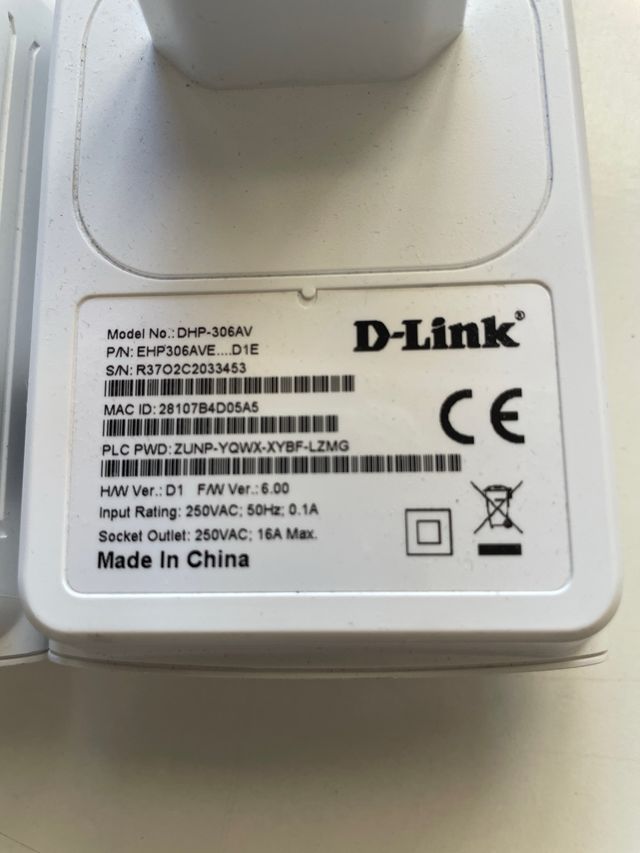 Model No.: DHP-306AV
D-Link®
P/N: EHP306AVE....D1E
S/N: R37O2C2033453
MAC ID: 28107B4D05A5
PLC PWD: ZUNP-YQWX-XYBF-LZMG
H/W Ver.: D1 F/W Ver.: 6.00
Input Rating: 250VAC; 50Hz; 0.1A
Socket Outlet: 250VAC; 16A Max.
Made In China
CE